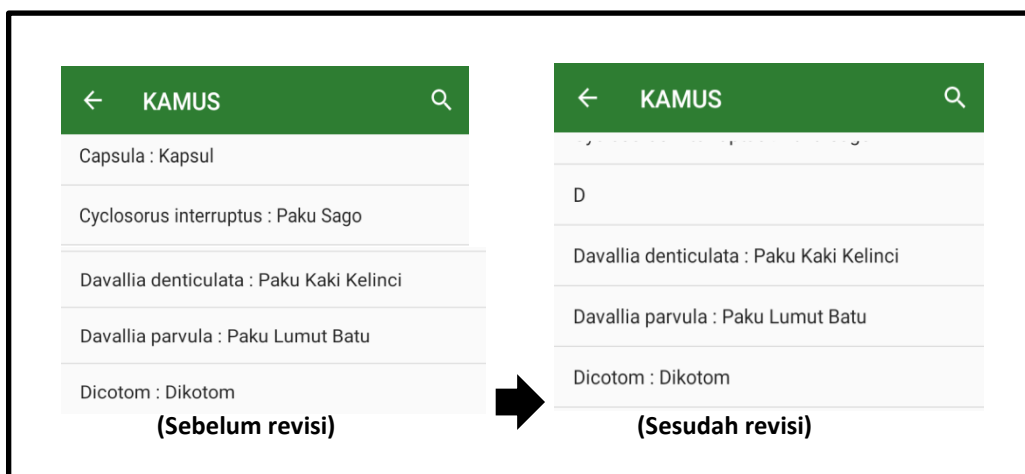 KAMUS
Capsula : Kapsul
Cyclosorus interruptus : Paku Sago
Davallia denticulata : Paku Kaki Kelinci
Davallia parvula : Paku Lumut Batu
Dicotom : Dikotom
(Sebelum revisi)
KAMUS
D
Davallia denticulata : Paku Kaki Kelinci
Davallia parvula : Paku Lumut Batu
Dicotom : Dikotom
(Sesudah revisi)